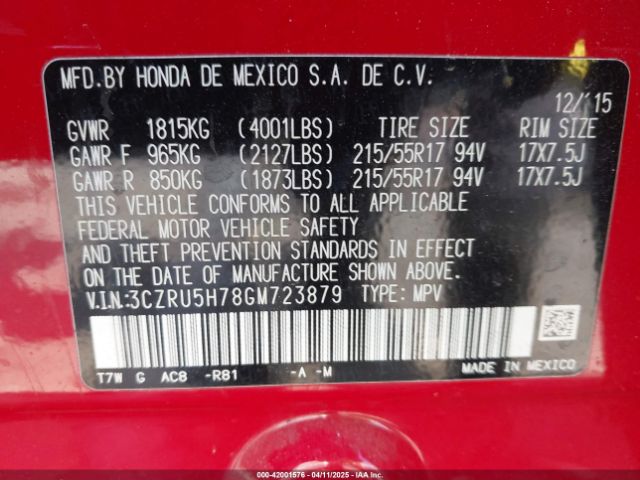 MFD.BY HONDA DE MEXICO S.A. DE C.V.
12/15
GVWR 1815KG (4001LBS) TIRE SIZE RIM SIZE
GAWR F 965KG (2127LBS) 215/55R17 94V 17X7.5J
GAWR R 850KG (1873LBS) 215/55R17 94V 17X7.5J
THIS VEHICLE CONFORMS TO ALL APPLICABLE
FEDERAL MOTOR VEHICLE SAFETY
AND THEFT PREVENTION STANDARDS IN EFFECT
ON THE DATE OF MANUFACTURE SHOWN ABOVE.
V.I.N:3CZRU5H78GM723879 TYPE: MPV
T7W G AC8 -R81 -A -M
MADE IN MEXICO
000-42001576 - 04/11/2025 - IAAI.COM